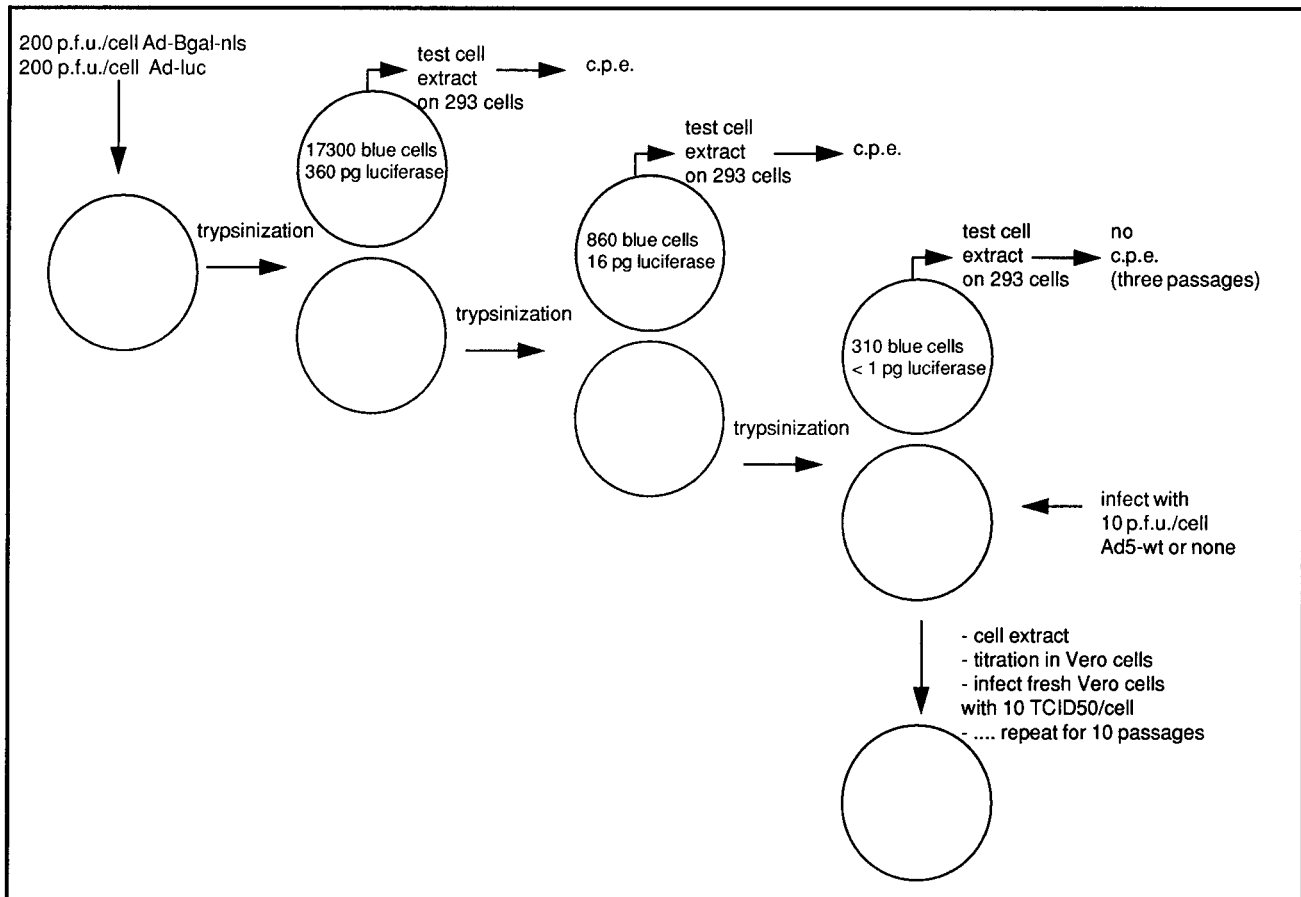 200 p.f.u./cell Ad-Bgal-nls
200 p.f.u./cell Ad-luc
trypsinization
17300 blue cells
360 pg luciferase
test cell
extract
on 293 cells
c.p.e.
trypsinization
860 blue cells
16 pg luciferase
test cell
extract
on 293 cells
c.p.e.
trypsinization
310 blue cells
< 1 pg luciferase
test cell
extract
on 293 cells
no
c.p.e.
(three passages)
infect with
10 p.f.u./cell
Ad5-wt or none
- cell extract
- titration in Vero cells
- infect fresh Vero cells
with 10 TCID50/cell
- .... repeat for 10 passages